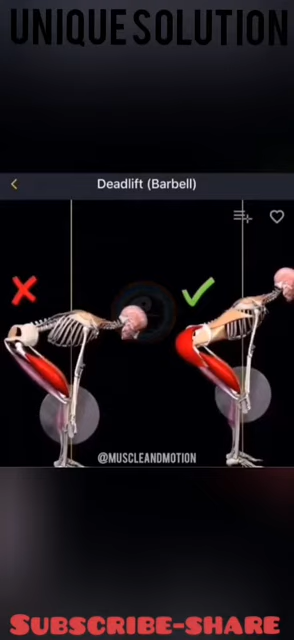 UNIQUE SOLUTION
Deadlift (Barbell)
@MUSCLEANDMOTION
SUBSCRIBE-SHARE